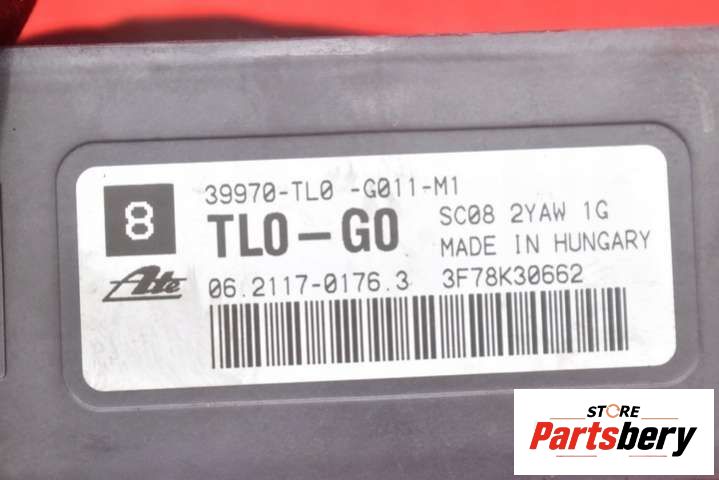 8
39970-TL0 -G011-M1
TL0-G0
SC08 2YAW 1G
MADE IN HUNGARY
Ate
06.2117-0176.3 3F78K30662
STORE
Partsbery